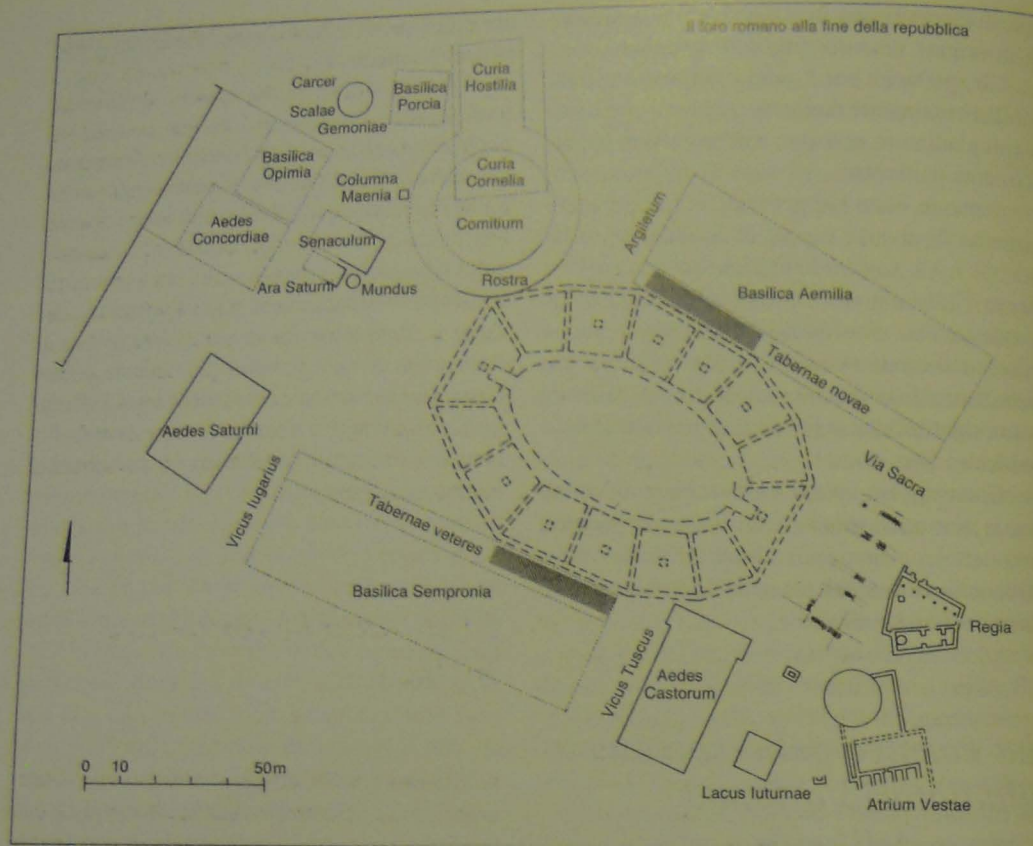 Il foro romano alla fine della repubblica
Curia
Hostilia
Carcer
Basilica
Porcia
Scalae
Gemoniae
Basilica
Opimia
Curia
Cornelia
Columna
Maenia
Aedes
Concordiae
Comitium
Senaculum
Argiletum
Rostra
Ara Saturni
Mundus
Basilica Aemilia
Tabernae novae
Aedes Saturni
Via Sacra
Vicus Iugarius
Tabernae veteres
Basilica Sempronia
Regia
Vicus Tuscus
Aedes
Castorum
0 10 50m
Lacus Iuturnae
Atrium Vestae